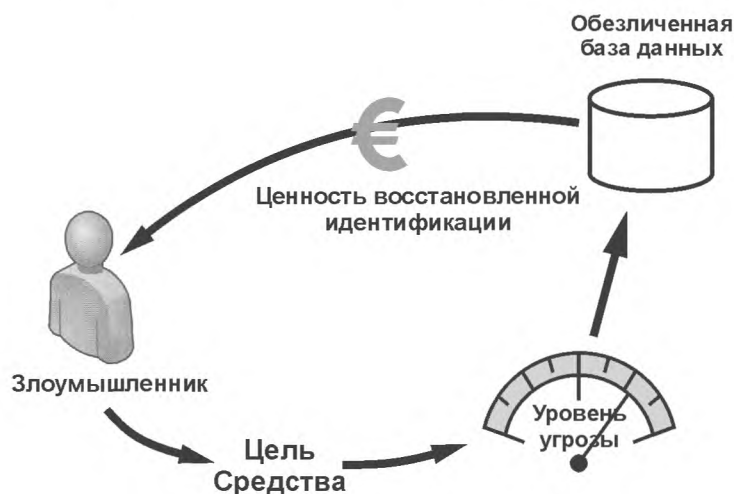 Обезличенная
база данных
€
Ценность восстановленной
идентификации
Злоумышленник
Цель
Средства
Уровень
угрозы